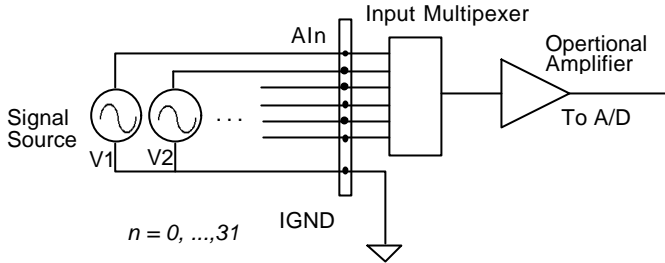 Input Multipexer
AIn
Opertional
Amplifier
Signal
Source
V1
V2
. . .
To A/D
IGND
n = 0, ...,31